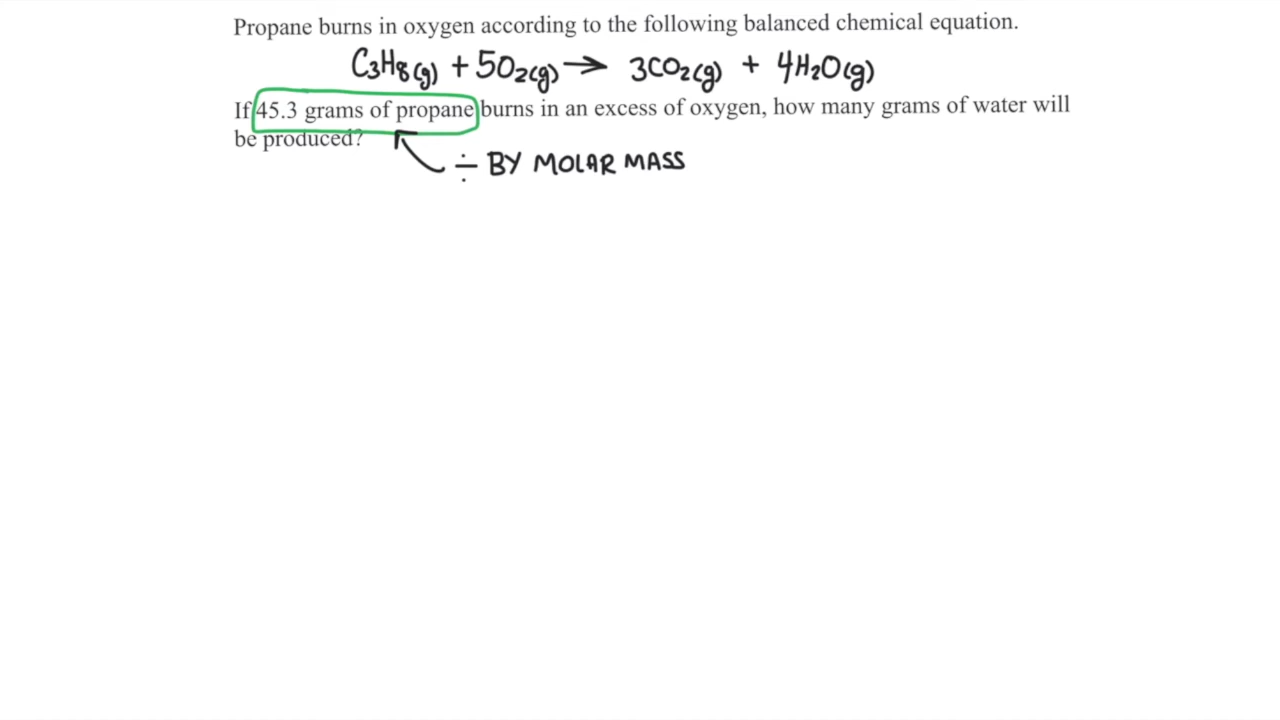 Propane burns in oxygen according to the following balanced chemical equation.
C₃H₈(g) + 5O₂(g) → 3CO₂(g) + 4H₂O(g)
If 45.3 grams of propane burns in an excess of oxygen, how many grams of water will
be produced?
÷ BY MOLAR MASS